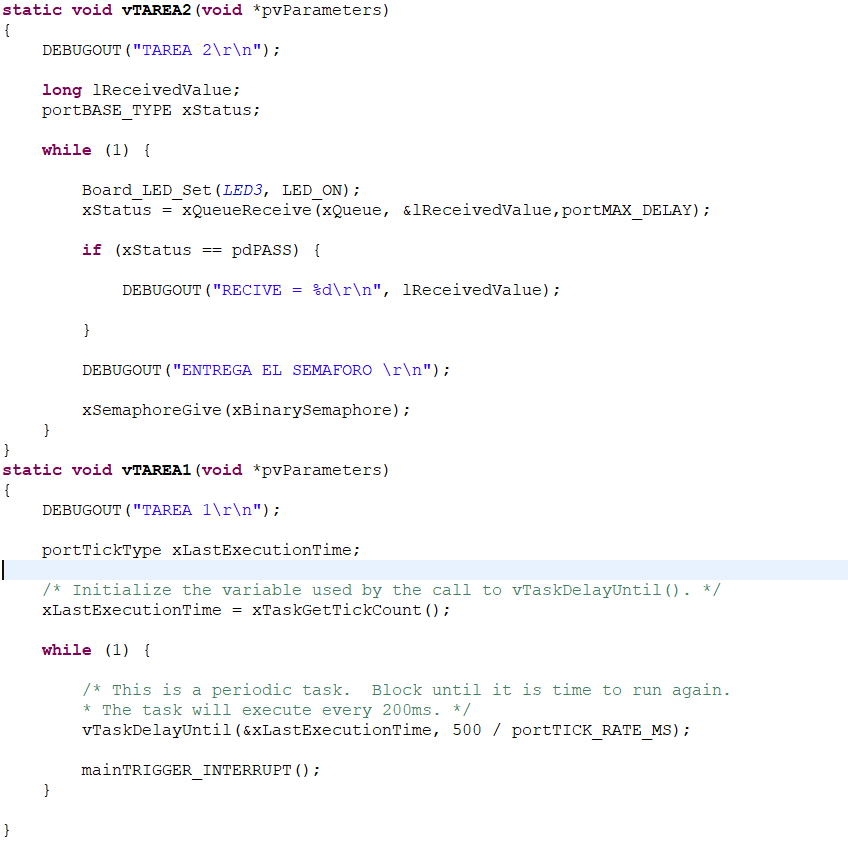 static void vTAREA2(void *pvParameters)
{
    DEBUGOUT("TAREA 2\r\n");
    long lReceivedValue;
    portBASE_TYPE xStatus;
    while (1) {
        Board_LED_Set(LED3, LED_ON);
        xStatus = xQueueReceive(xQueue, &lReceivedValue,portMAX_DELAY);
        if (xStatus == pdPASS) {
            DEBUGOUT("RECIVE = %d\r\n", lReceivedValue);
        }
        DEBUGOUT("ENTREGA EL SEMAFORO \r\n");
        xSemaphoreGive(xBinarySemaphore);
    }
}
static void vTAREA1(void *pvParameters)
{
    DEBUGOUT("TAREA 1\r\n");
    portTickType xLastExecutionTime;
    /* Initialize the variable used by the call to vTaskDelayUntil(). */
    xLastExecutionTime = xTaskGetTickCount();
    while (1) {
        /* This is a periodic task.  Block until it is time to run again.
        * The task will execute every 200ms. */
        vTaskDelayUntil(&xLastExecutionTime, 500 / portTICK_RATE_MS);
        mainTRIGGER_INTERRUPT();
    }
}